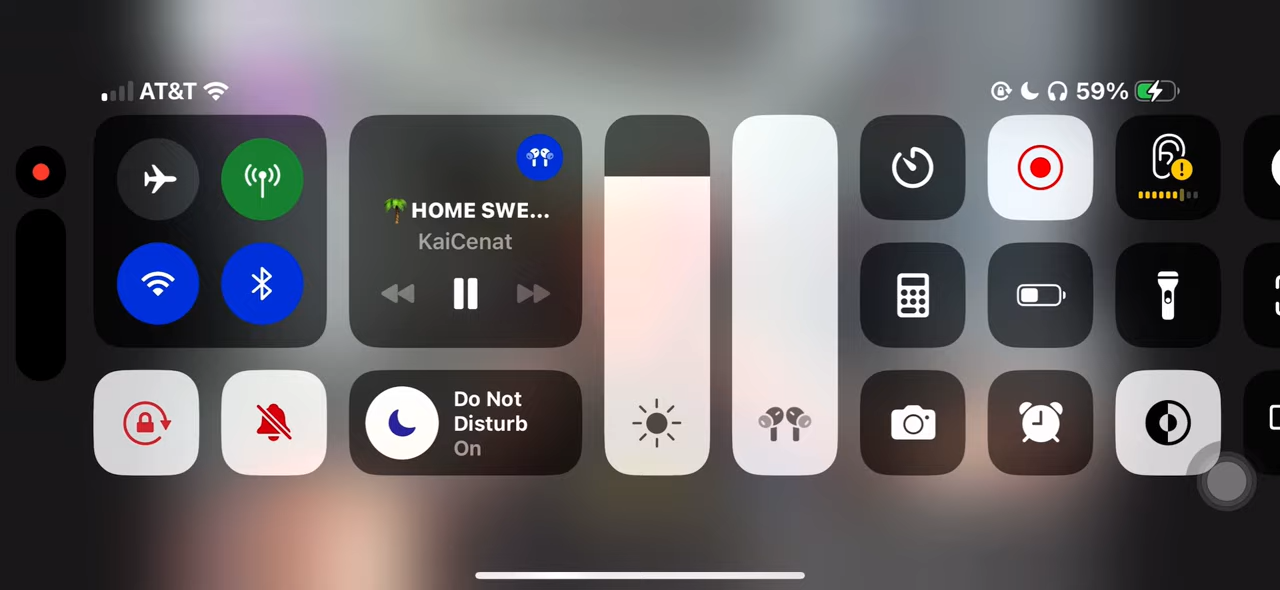 AT&T
59%
🌴HOME SWE...
KaiCenat
Do Not
Disturb
On